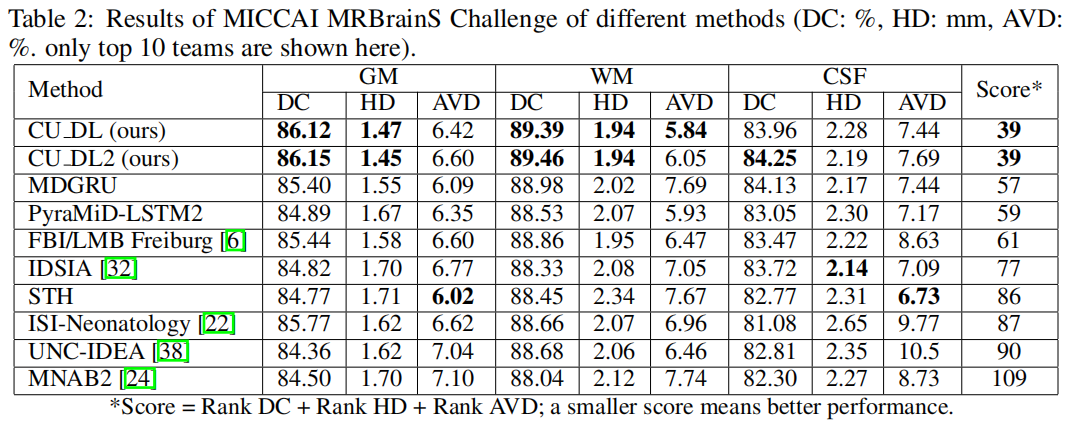 Table 2: Results of MICCAI MRBrainS Challenge of different methods (DC: %, HD: mm, AVD:
%. only top 10 teams are shown here).
Method GM WM CSF Score*
DC HD AVD DC HD AVD DC HD AVD
CU_DL (ours) 86.12 1.47 6.42 89.39 1.94 5.84 83.96 2.28 7.44 39
CU_DL2 (ours) 86.15 1.45 6.60 89.46 1.94 6.05 84.25 2.19 7.69 39
MDGRU 85.40 1.55 6.09 88.98 2.02 7.69 84.13 2.17 7.44 57
PyraMiD-LSTM2 84.89 1.67 6.35 88.53 2.07 5.93 83.05 2.30 7.17 59
FBI/LMB Freiburg [6] 85.44 1.58 6.60 88.86 1.95 6.47 83.47 2.22 8.63 61
IDSIA [32] 84.82 1.70 6.77 88.33 2.08 7.05 83.72 2.14 7.09 77
STH 84.77 1.71 6.02 88.45 2.34 7.67 82.77 2.31 6.73 86
ISI-Neonatology [22] 85.77 1.62 6.62 88.66 2.07 6.96 81.08 2.65 9.77 87
UNC-IDEA [38] 84.36 1.62 7.04 88.68 2.06 6.46 82.81 2.35 10.5 90
MNAB2 [24] 84.50 1.70 7.10 88.04 2.12 7.74 82.30 2.27 8.73 109
*Score = Rank DC + Rank HD + Rank AVD; a smaller score means better performance.